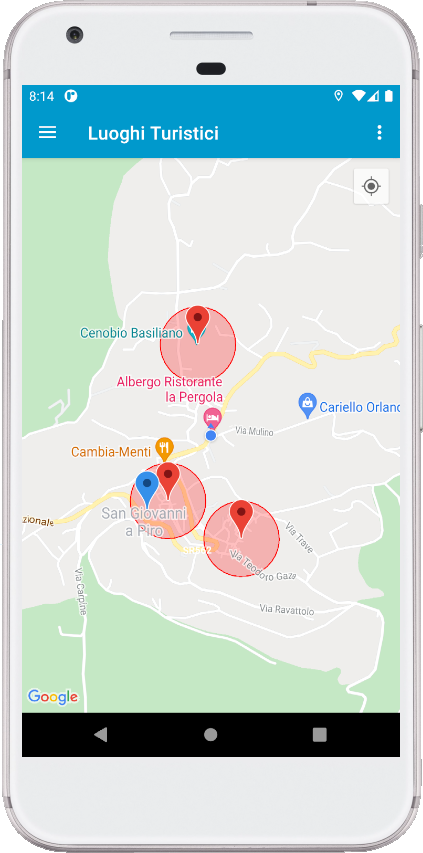 8:14
Luoghi Turistici
Cenobio Basiliano
Albergo Ristorante
la Pergola
Cariello Orland
Via Mulino
Cambia-Menti
San Giovanni
a Piro
zionale
SR562
Via Trave
Via Teodoro Gaza
Via Carpine
Via Ravattoio
Google